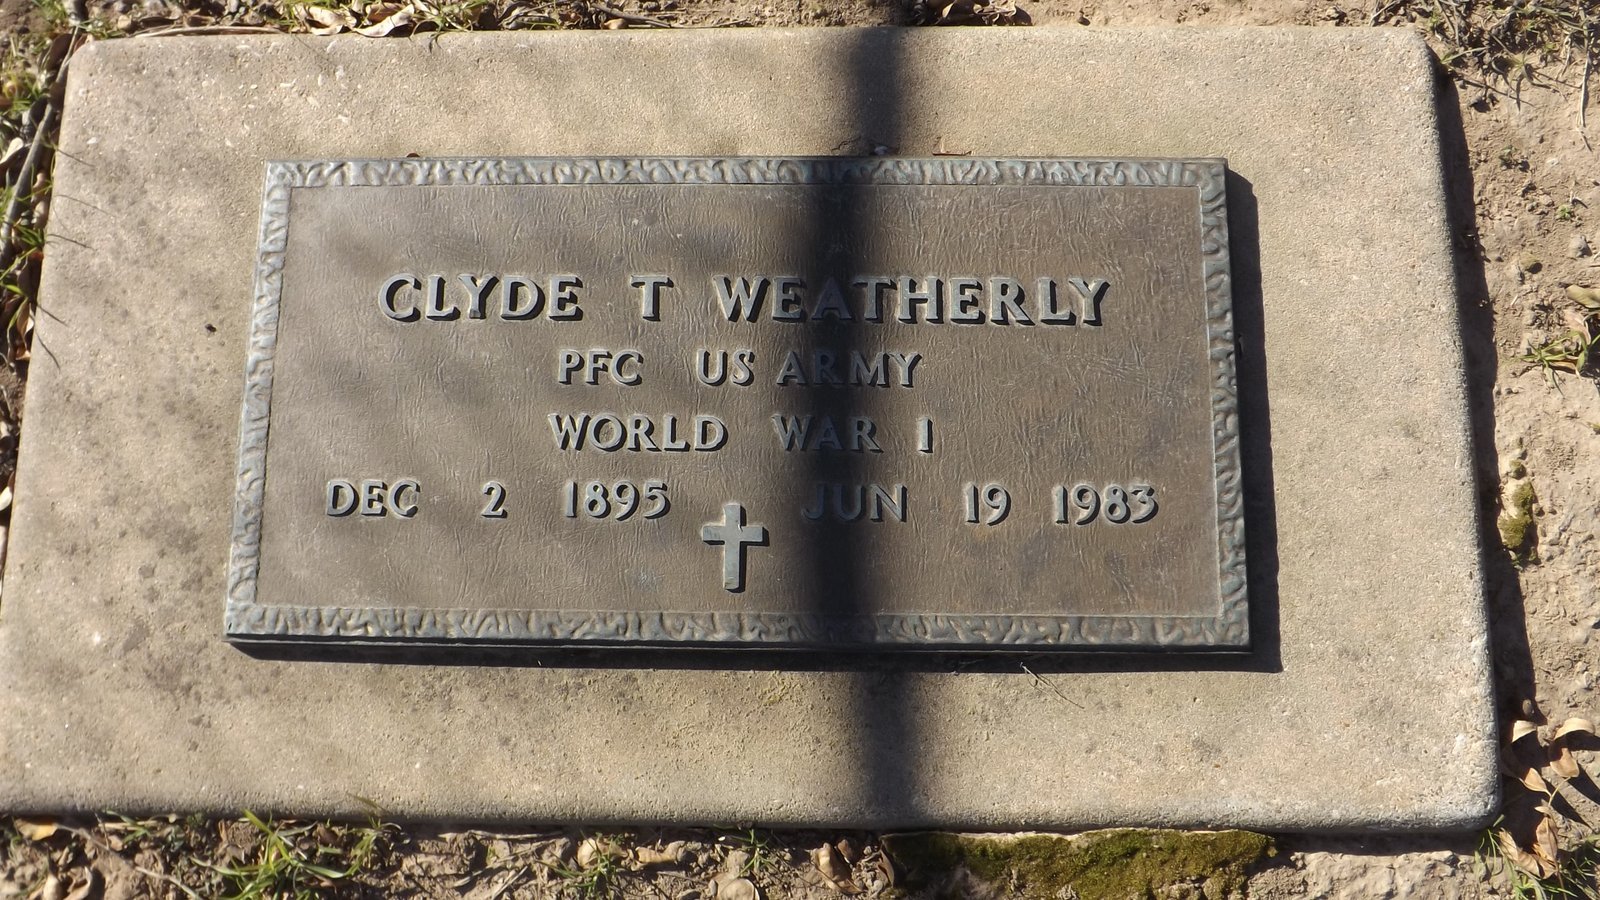 CLYDE T WEATHERLY
PFC US ARMY
WORLD WAR I
DEC 2 1895 JUN 19 1983